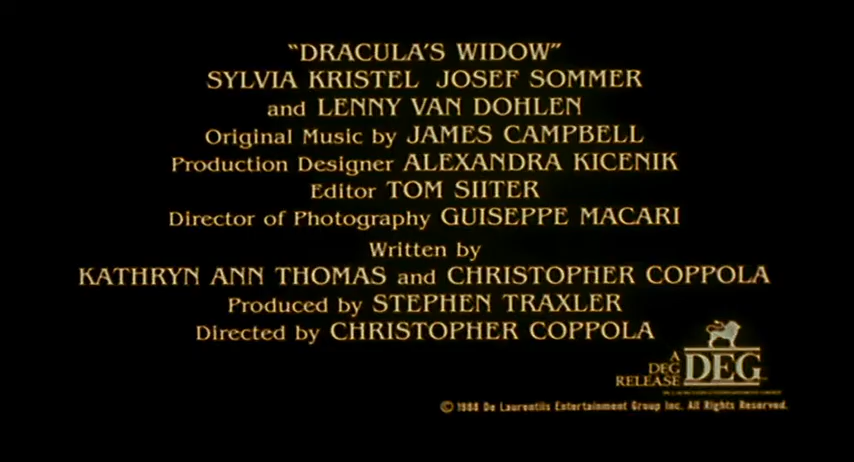 "DRACULA'S WIDOW"
SYLVIA KRISTEL JOSEF SOMMER
and LENNY VAN DOHLEN
Original Music by JAMES CAMPBELL
Production Designer ALEXANDRA KICENIK
Editor TOM SIITER
Director of Photography GUISEPPE MACARI
Written by
KATHRYN ANN THOMAS and CHRISTOPHER COPPOLA
Produced by STEPHEN TRAXLER
Directed by CHRISTOPHER COPPOLA
A
DEG
RELEASE
DEG
© 1988 De Laurentiis Entertainment Group Inc. All Rights Reserved.